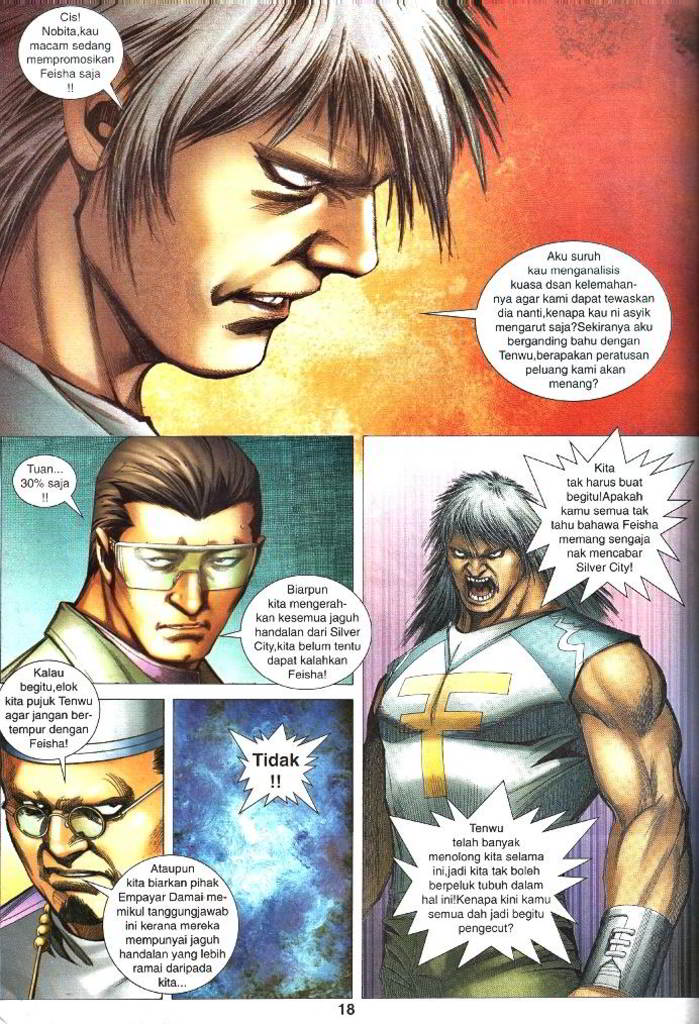 Cis!
Nobita,kau
macam sedang
mempromosikan
Feisha saja
!!
Aku suruh
kau menganalisis
kuasa dsan kelemahan-
nya agar kami dapat tewaskan
dia nanti,kenapa kau ni asyik
mengarut saja?Sekiranya aku
berganding bahu dengan
Tenwu,berapakan peratusan
peluang kami akan
menang?
Tuan...
30% saja
!!
Biarpun
kita mengerah-
kan kesemua jaguh
handalan dari Silver
City,kita belum tentu
dapat kalahkan
Feisha!
Kita
tak harus buat
begitu!Apakah
kamu semua tak
tahu bahawa Feisha
memang sengaja
nak mencabar
Silver City!
Kalau
begitu,elok
kita pujuk Tenwu
agar jangan ber-
tempur dengan
Feisha!
Tidak
!!
Ataupun
kita biarkan pihak
Empayar Damai me-
mikul tanggungjawab
ini kerana mereka
mempunyai jaguh
handalan yang lebih
ramai daripada
kita...
Tenwu
telah banyak
menolong kita selama
ini,jadi kita tak boleh
berpeluk tubuh dalam
hal ini!Kenapa kini kamu
semua dah jadi begitu
pengecut?
18